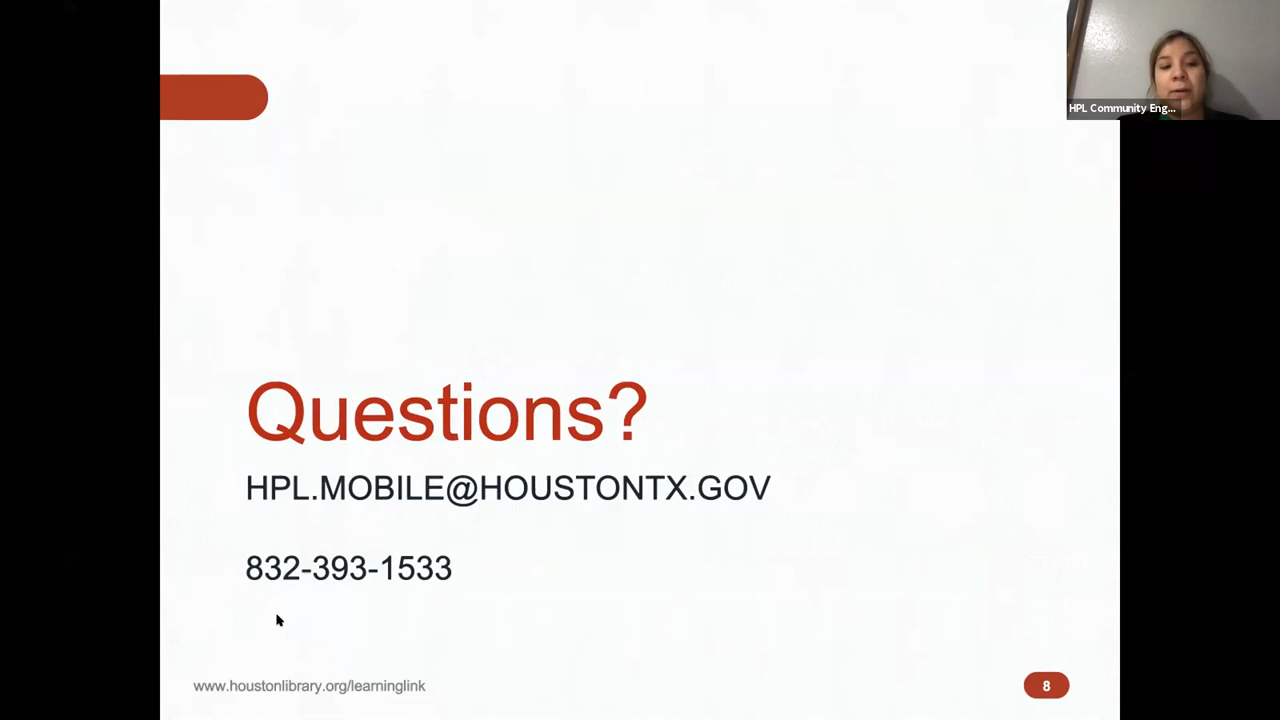 HPL Community Eng...
Questions?
HPL.MOBILE@HOUSTONTX.GOV
832-393-1533
www.houstonlibrary.org/learninglink
8